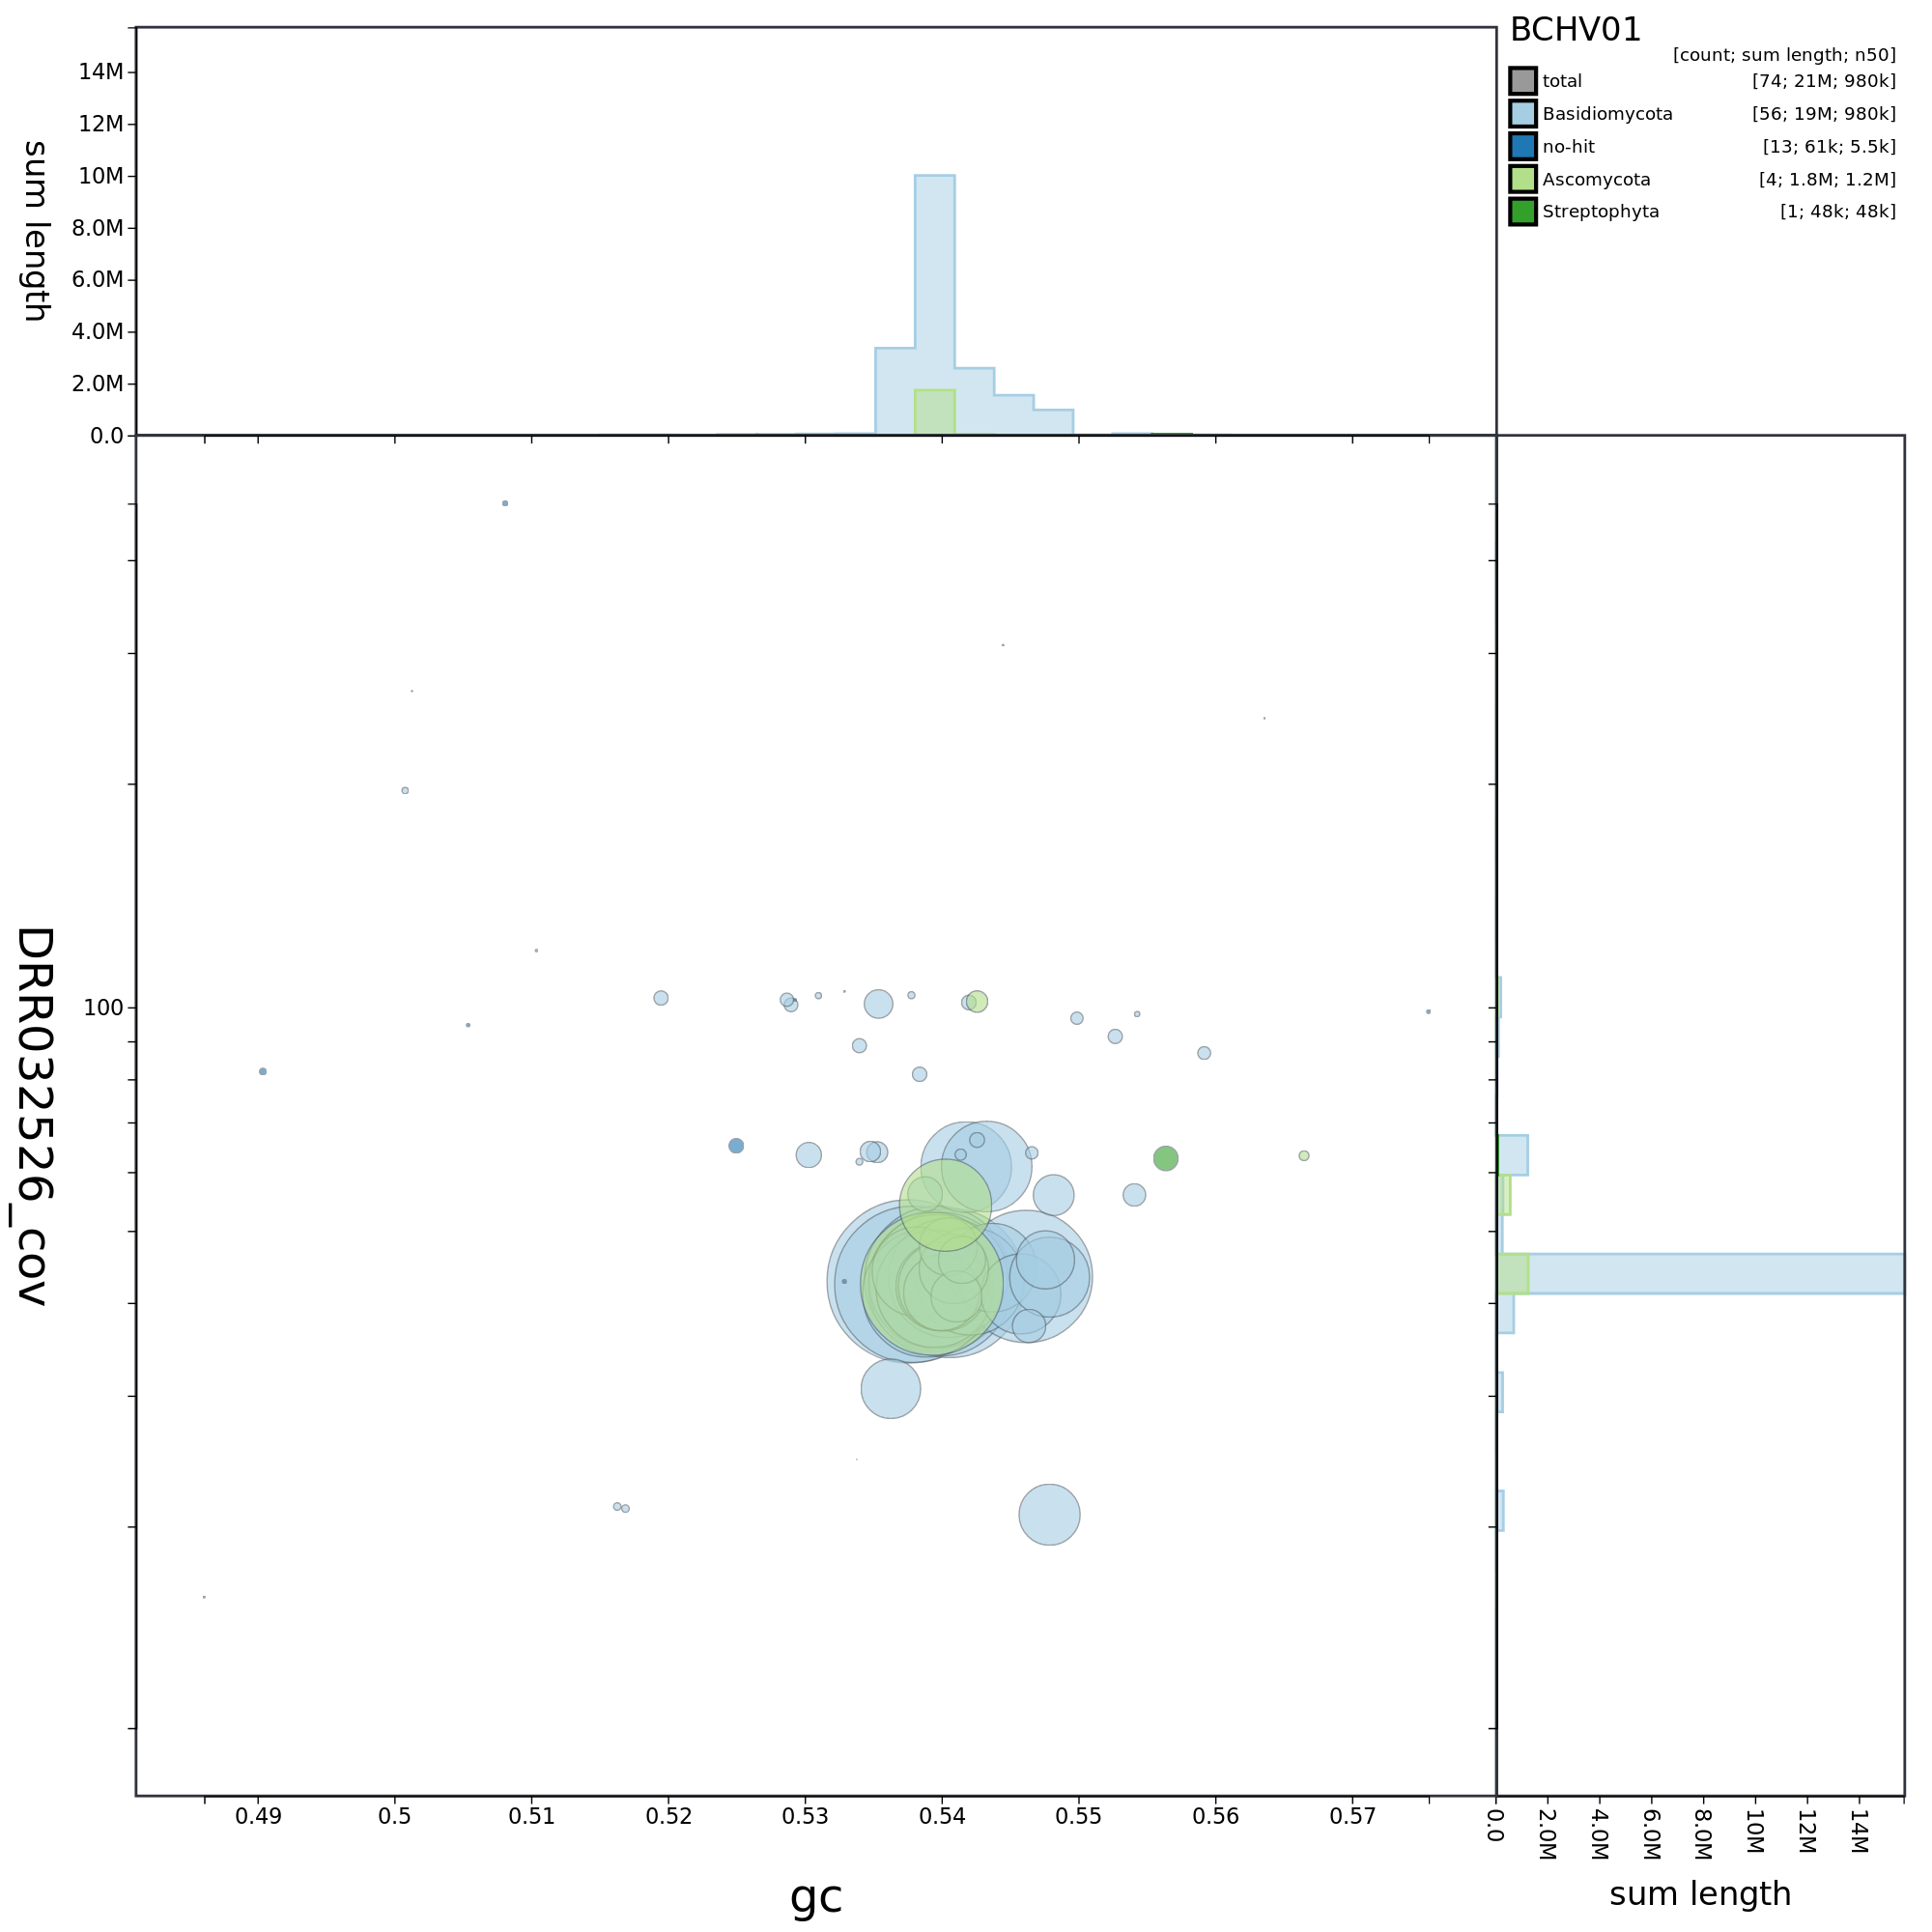 BCHV01
[count; sum length; n50]
total [74; 21M; 980k]
Basidiomycota [56; 19M; 980k]
no-hit [13; 61k; 5.5k]
Ascomycota [4; 1.8M; 1.2M]
Streptophyta [1; 48k; 48k]
sum length
14M
12M
10M
8.0M
6.0M
4.0M
2.0M
0.0
DRR032526_cov
100
0.49 0.5 0.51 0.52 0.53 0.54 0.55 0.56 0.57
gc
0.0 2.0M 4.0M 6.0M 8.0M 10M 12M 14M
sum length